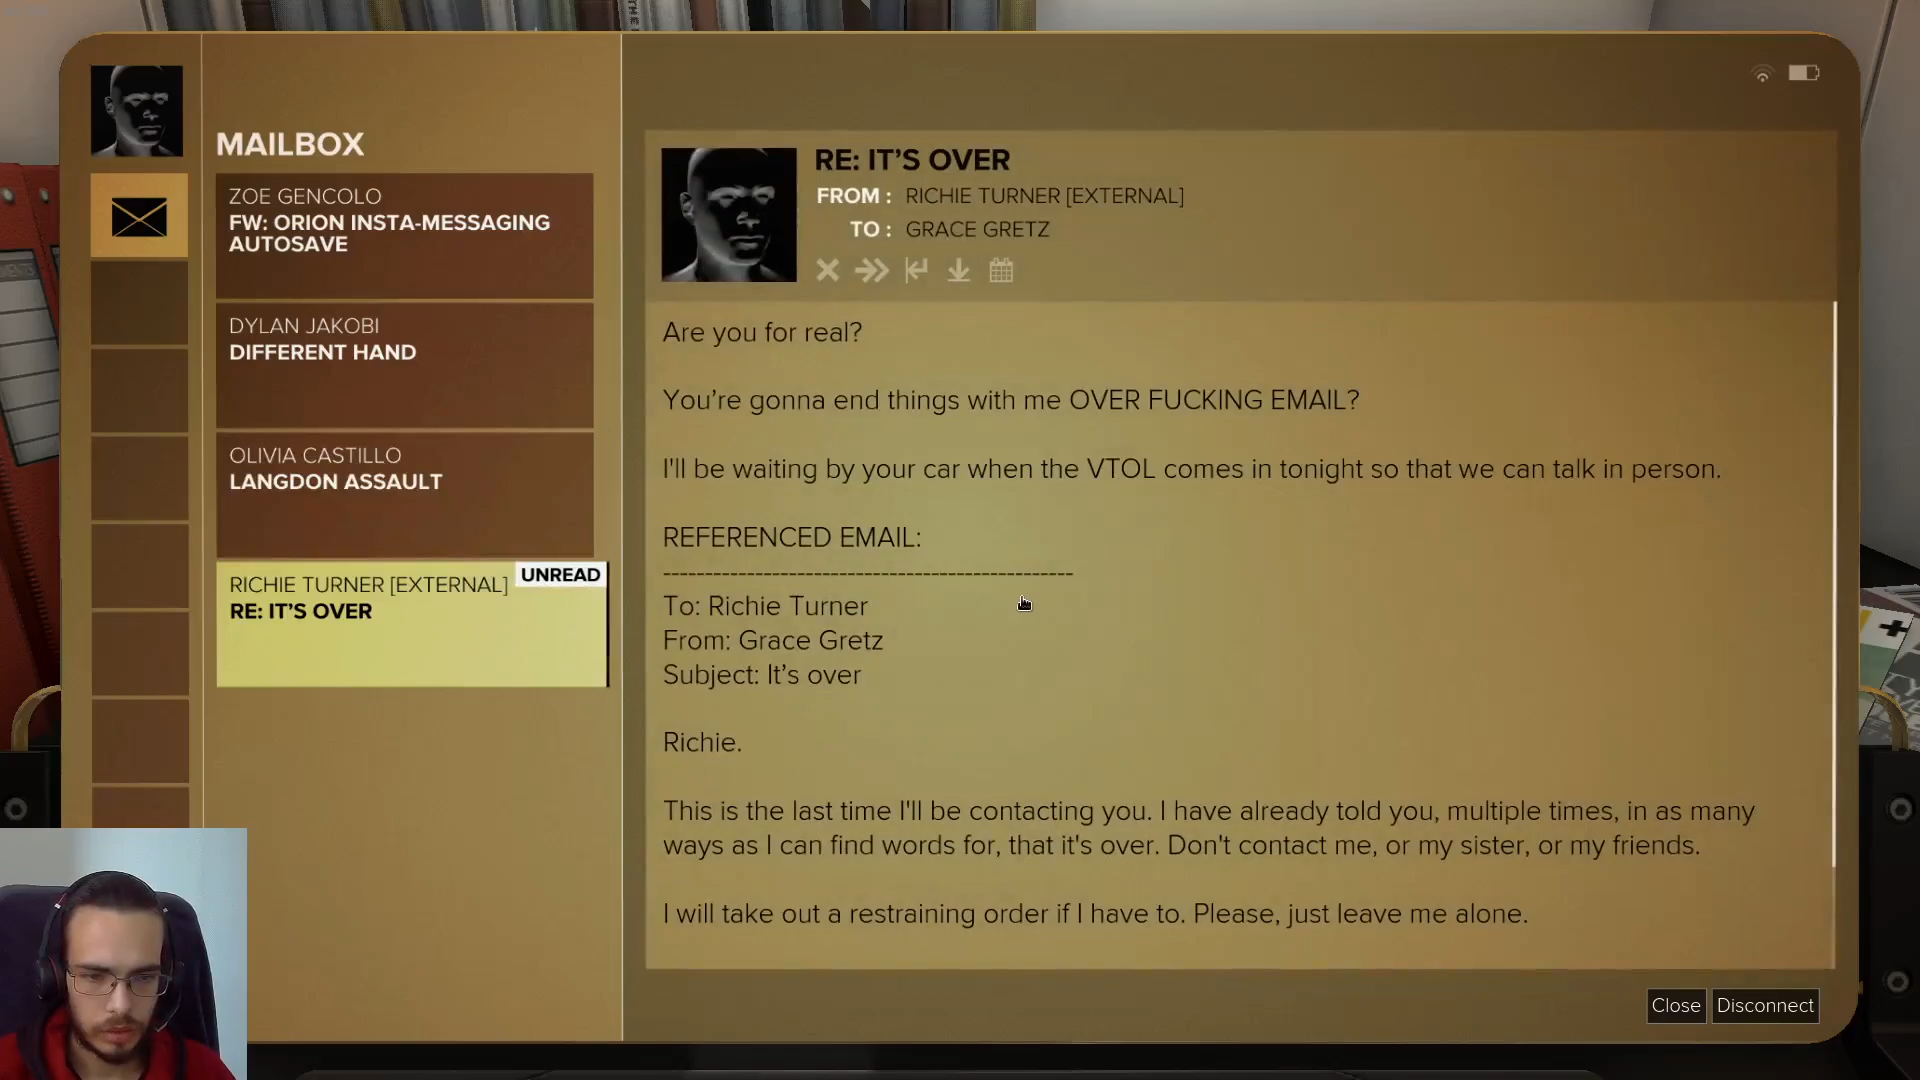 MAILBOX
ZOE GENCOLO
FW: ORION INSTA-MESSAGING
AUTOSAVE
DYLAN JAKOBI
DIFFERENT HAND
OLIVIA CASTILLO
LANGDON ASSAULT
RICHIE TURNER [EXTERNAL]
UNREAD
RE: IT’S OVER
RE: IT’S OVER
FROM : RICHIE TURNER [EXTERNAL]
TO : GRACE GRETZ
Are you for real?
You’re gonna end things with me OVER FUCKING EMAIL?
I'll be waiting by your car when the VTOL comes in tonight so that we can talk in person.
REFERENCED EMAIL:
-------------------------------------------------
To: Richie Turner
From: Grace Gretz
Subject: It’s over
Richie.
This is the last time I'll be contacting you. I have already told you, multiple times, in as many
ways as I can find words for, that it's over. Don't contact me, or my sister, or my friends.
I will take out a restraining order if I have to. Please, just leave me alone.
Close
Disconnect